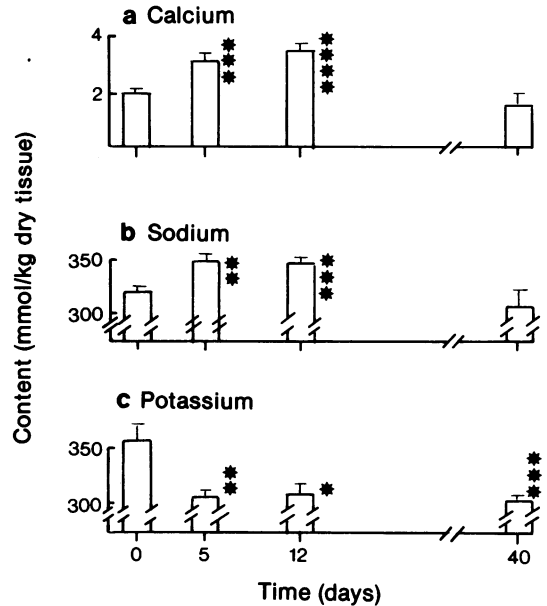 a Calcium
4
2
b Sodium
350
300
c Potassium
350
300
0 5 12 40
Time (days)
Content (mmol/kg dry tissue)